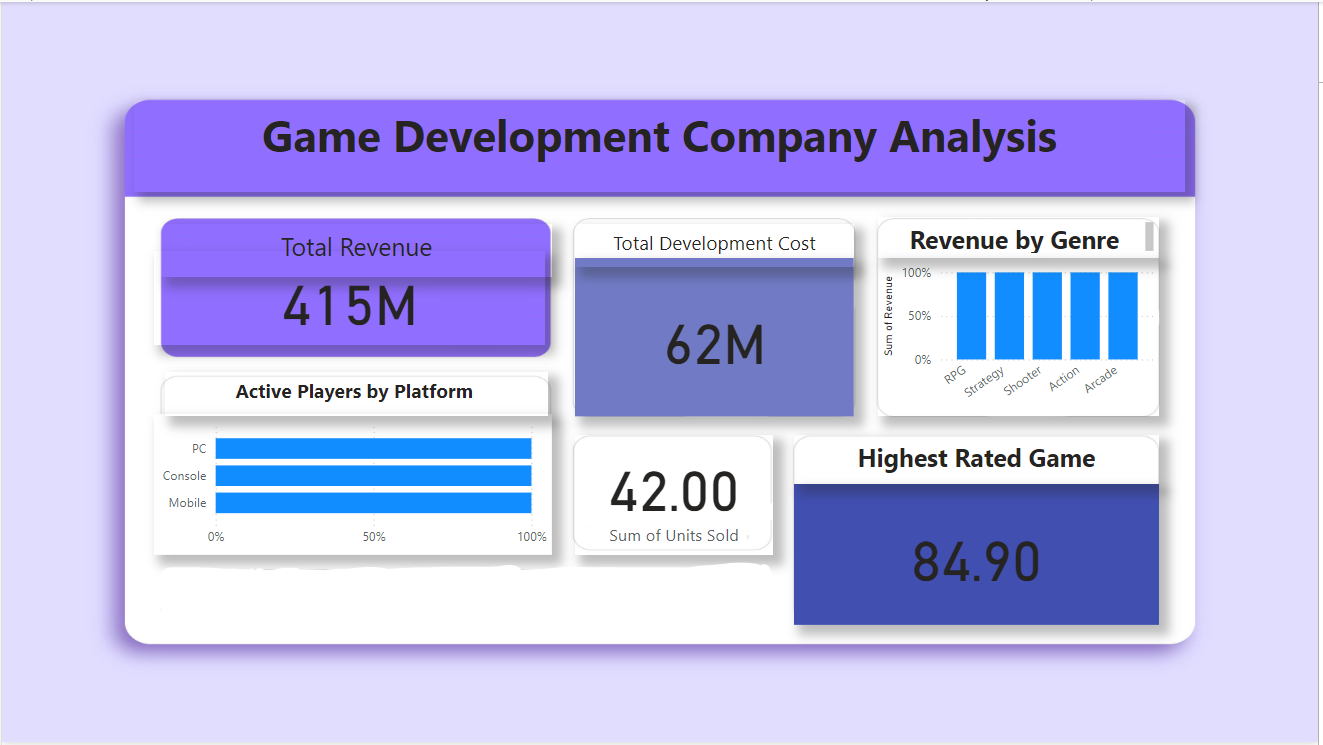 Game Development Company Analysis
Total Revenue
415M
Total Development Cost
62M
Revenue by Genre
Sum of Revenue
100%
50%
0%
RPG
Strategy
Shooter
Action
Arcade
Active Players by Platform
PC
Console
Mobile
0% 50% 100%
42.00
Sum of Units Sold
Highest Rated Game
84.90